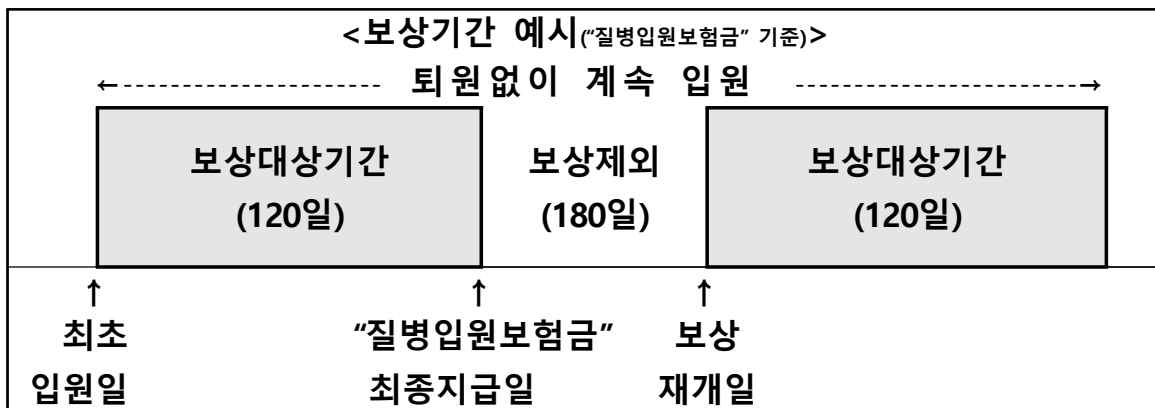 <보상기간 예시(“질병입원보험금” 기준)>
←----------------------- 퇴원없이 계속 입원 -----------------------→
보상대상기간 보상제외 보상대상기간
(120일) (180일) (120일)
↑ ↑ ↑
최초 “질병입원보험금” 보상
입원일 최종지급일 재개일